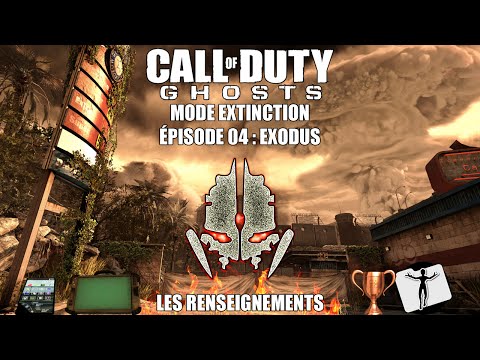 CALL OF DUTY
GHOSTS
MODE EXTINCTION
ÉPISODE 04 : EXODUS
LES RENSEIGNEMENTS